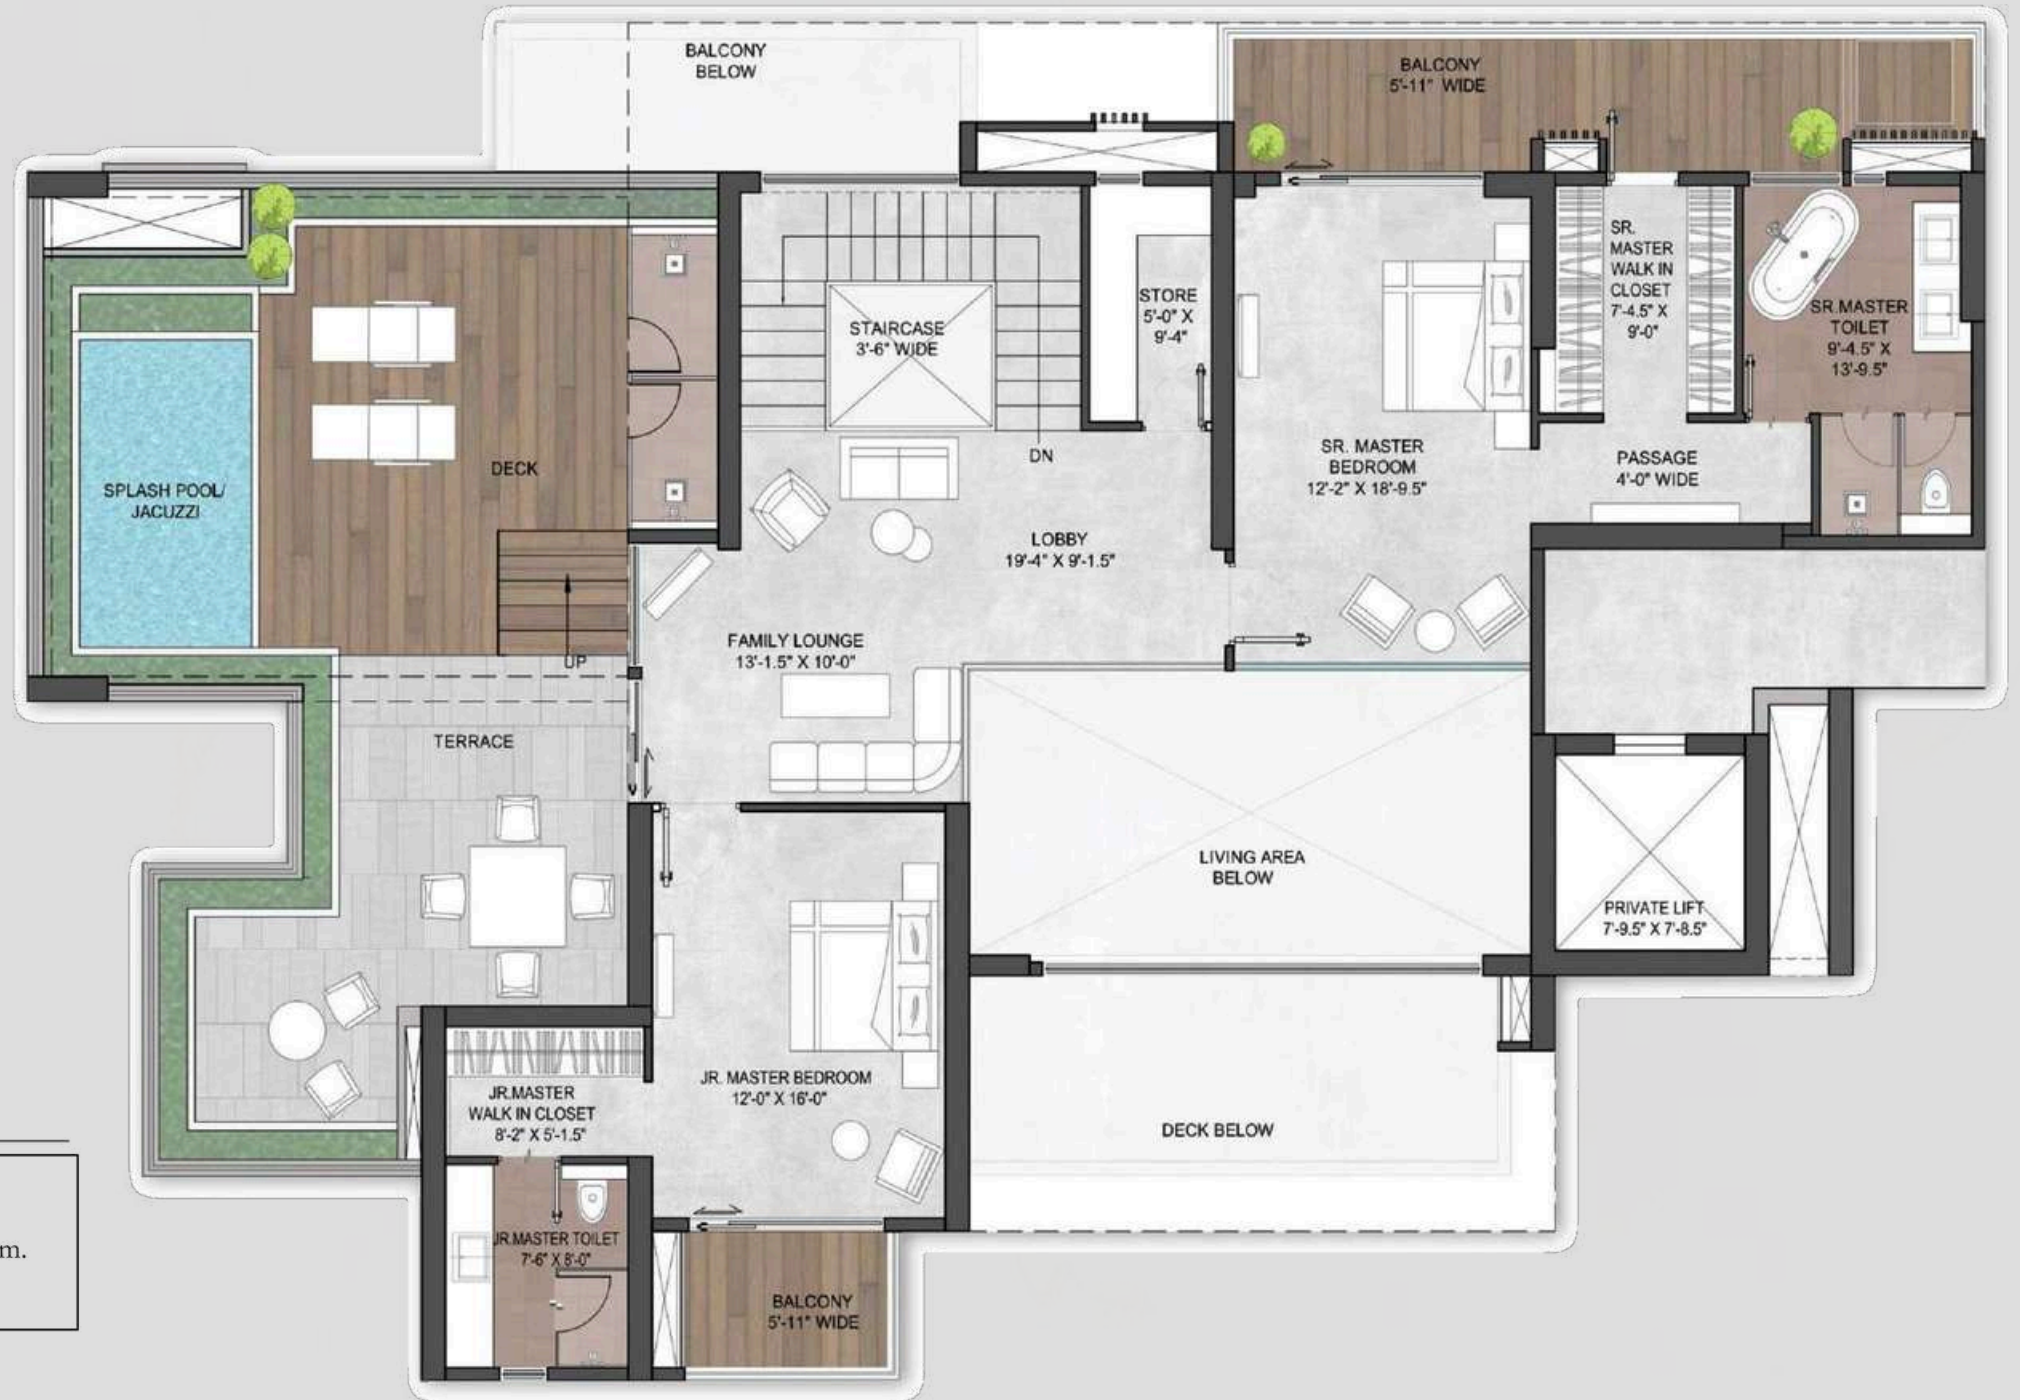 BALCONY
BELOW
BALCONY
5'-11" WIDE
STAIRCASE
3'-6" WIDE
STORE
5'-0" X
9'-4"
SR.
MASTER
WALK IN
CLOSET
7'-4.5" X
9'-0"
SR.MASTER
TOILET
9'-4.5" X
13'-9.5"
DECK
SPLASH POOL/
JACUZZI
DN
SR. MASTER
BEDROOM
12'-2" X 18'-9.5"
PASSAGE
4'-0" WIDE
LOBBY
19'-4" X 9'-1.5"
UP
FAMILY LOUNGE
13'-1.5" X 10'-0"
TERRACE
LIVING AREA
BELOW
PRIVATE LIFT
7'-9.5" X 7'-8.5"
JR. MASTER BEDROOM
12'-0" X 16'-0"
JR.MASTER
WALK IN CLOSET
8'-2" X 5'-1.5"
DECK BELOW
JR.MASTER TOILET
7'-6" X 8'-0"
m.
BALCONY
5'-11" WIDE